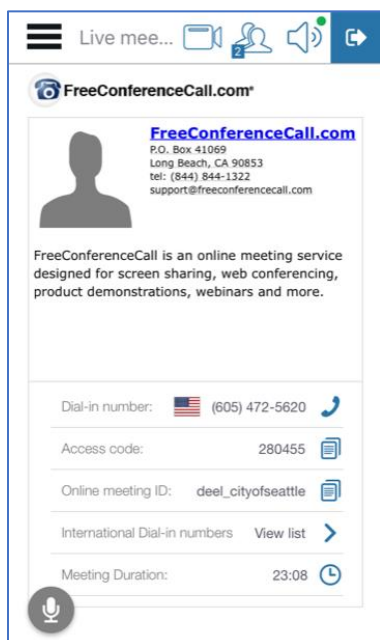 Live mee...
2
FreeConferenceCall.com®
FreeConferenceCall.com
P.O. Box 41069
Long Beach, CA 90853
tel: (844) 844-1322
support@freeconferencecall.com
FreeConferenceCall is an online meeting service
designed for screen sharing, web conferencing,
product demonstrations, webinars and more.
Dial-in number: (605) 472-5620
Access code: 280455
Online meeting ID: deel_cityofseattle
International Dial-in numbers View list
Meeting Duration: 23:08